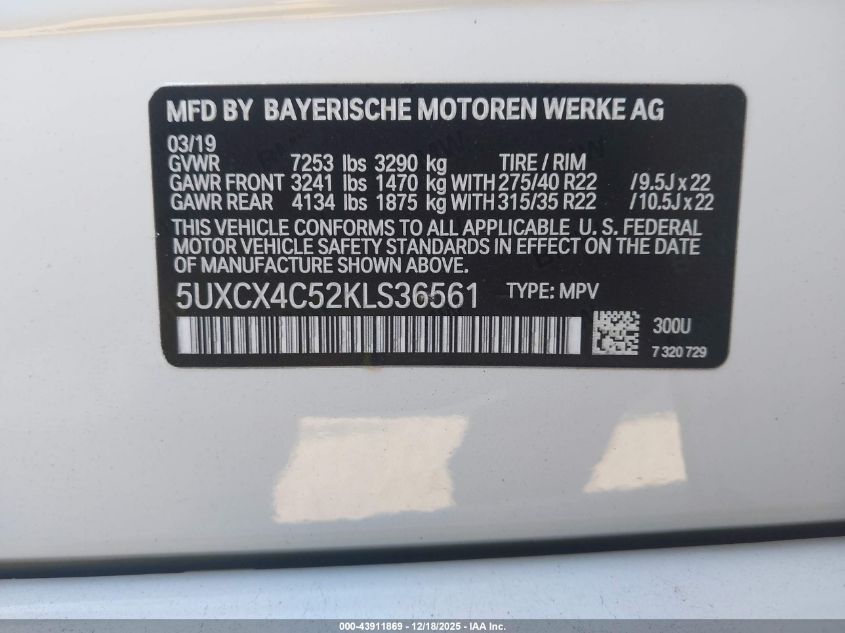 MFD BY BAYERISCHE MOTOREN WERKE AG
03/19
GVWR 7253 lbs 3290 kg TIRE / RIM
GAWR FRONT 3241 lbs 1470 kg WITH 275/40 R22 /9.5J x 22
GAWR REAR 4134 lbs 1875 kg WITH 315/35 R22 /10.5J x 22
THIS VEHICLE CONFORMS TO ALL APPLICABLE U. S. FEDERAL
MOTOR VEHICLE SAFETY STANDARDS IN EFFECT ON THE DATE
OF MANUFACTURE SHOWN ABOVE.
5UXCX4C52KLS36561 TYPE: MPV
300U
7 320 729
000-43911869 - 12/18/2025 - IAA Inc.